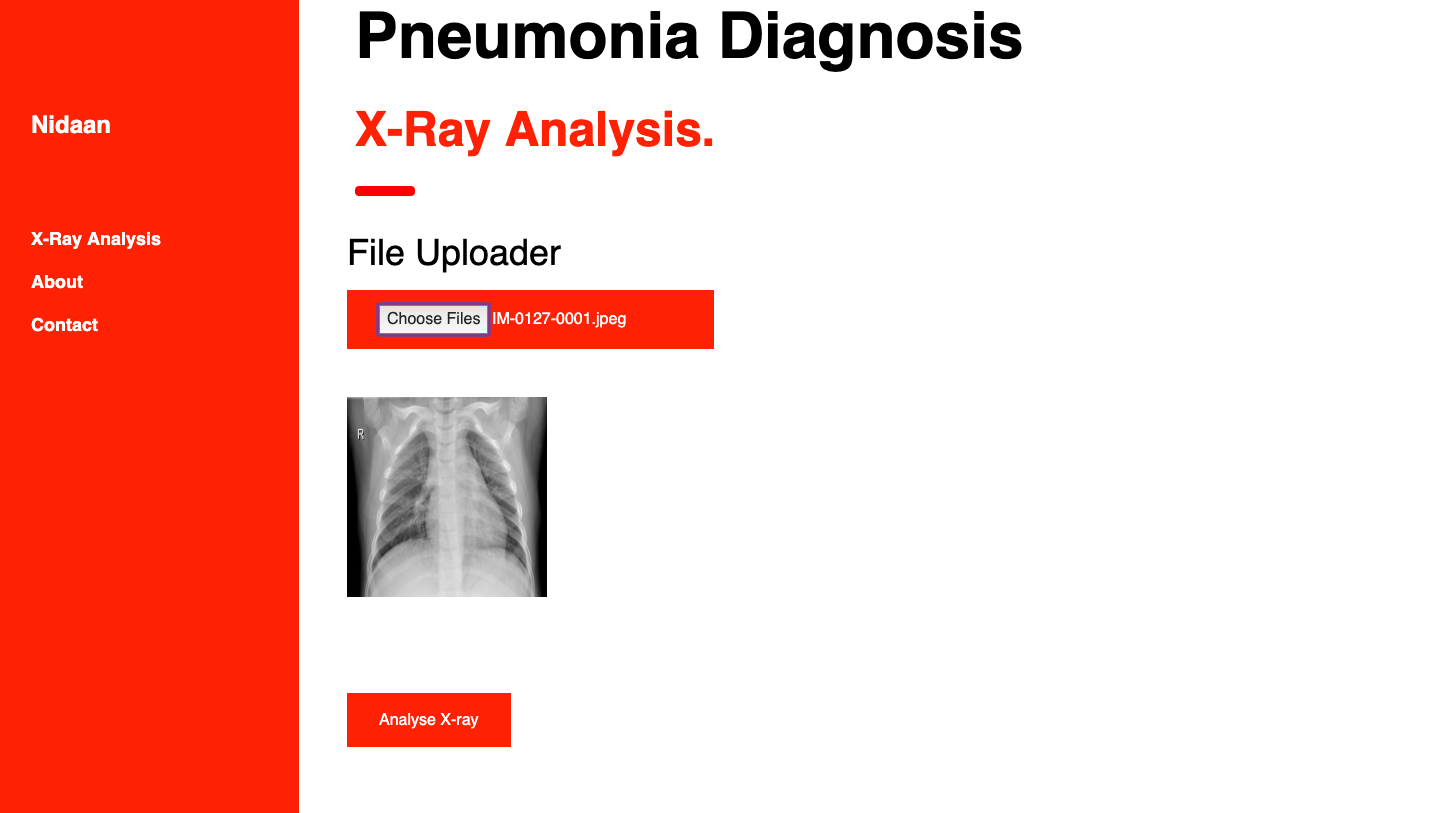 Nidaan
X-Ray Analysis
About
Contact
Pneumonia Diagnosis
X-Ray Analysis.
File Uploader
Choose Files IM-0127-0001.jpeg
R
Analyse X-ray